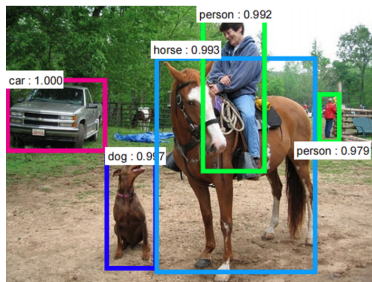 person : 0.992
horse : 0.993
car : 1.000
dog : 0.997
person : 0.979